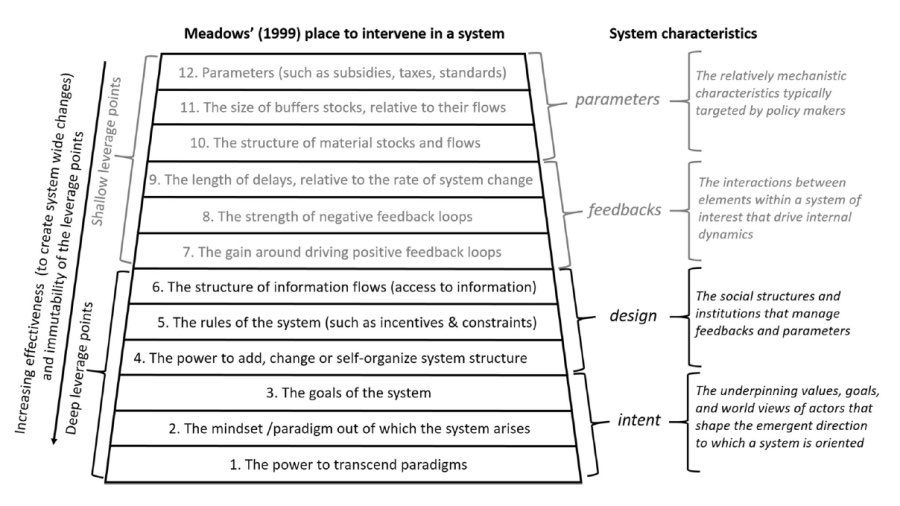 Meadows' (1999) place to intervene in a system
System characteristics
Increasing effectiveness (to create system wide changes)
and immutability of the leverage points
Shallow leverage points
Deep leverage points
12. Parameters (such as subsidies, taxes, standards)
11. The size of buffers stocks, relative to their flows
10. The structure of material stocks and flows
9. The length of delays, relative to the rate of system change
8. The strength of negative feedback loops
7. The gain around driving positive feedback loops
6. The structure of information flows (access to information)
5. The rules of the system (such as incentives & constraints)
4. The power to add, change or self-organize system structure
3. The goals of the system
2. The mindset /paradigm out of which the system arises
1. The power to transcend paradigms
parameters
The relatively mechanistic
characteristics typically
targeted by policy makers
feedbacks
The interactions between
elements within a system of
interest that drive internal
dynamics
design
The social structures and
institutions that manage
feedbacks and parameters
intent
The underpinning values, goals,
and world views of actors that
shape the emergent direction
to which a system is oriented